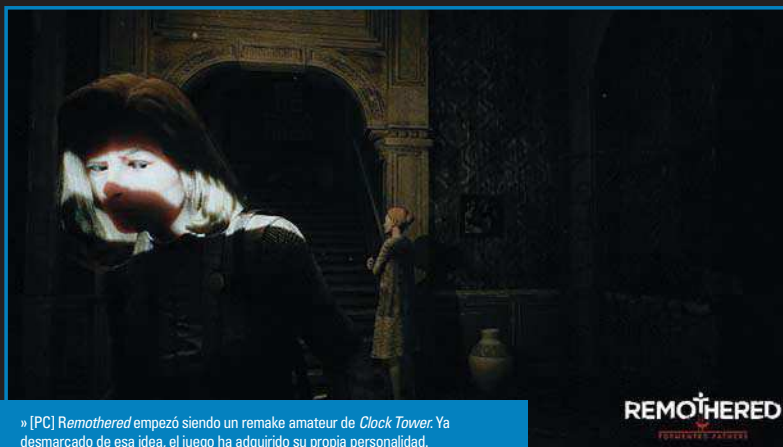 REMOTHERED
TORMENTED FATHERS
» [PC] Remothered empezó siendo un remake amateur de Clock Tower. Ya
desmarcado de esa idea, el juego ha adquirido su propia personalidad.